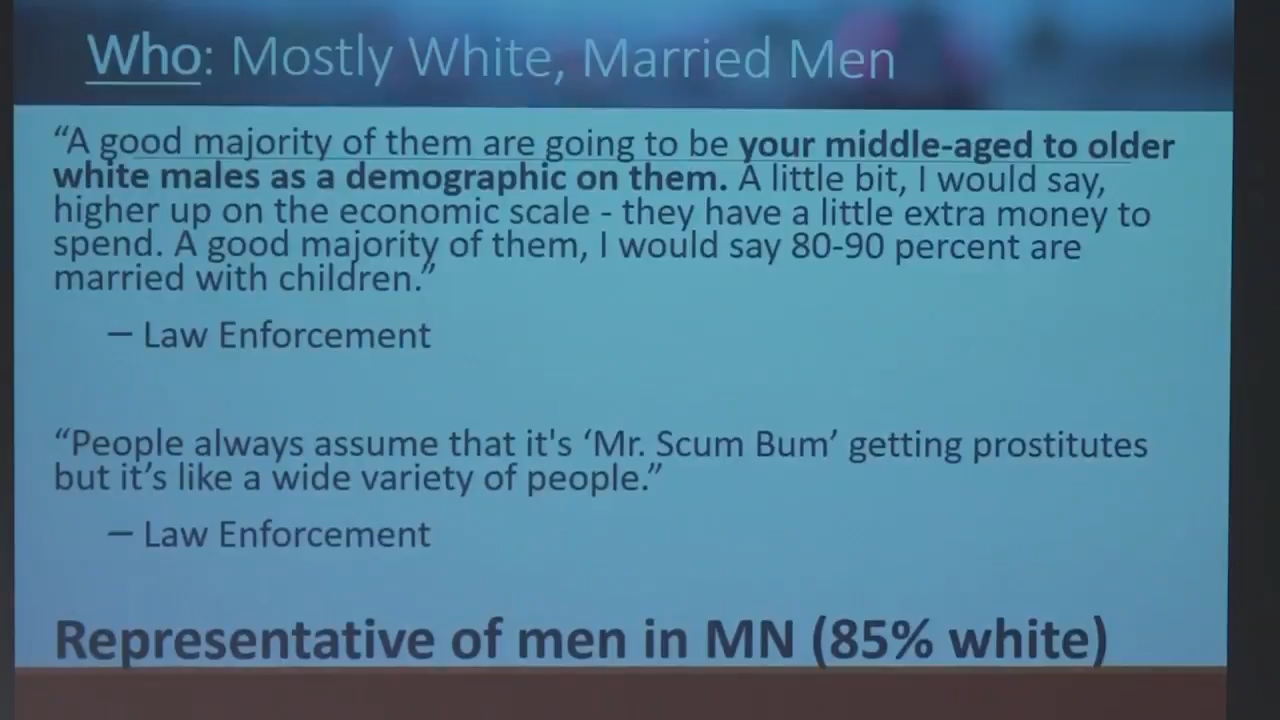 Who: Mostly White, Married Men
“A good majority of them are going to be your middle-aged to older
white males as a demographic on them. A little bit, I would say,
higher up on the economic scale - they have a little extra money to
spend. A good majority of them, I would say 80-90 percent are
married with children.”
– Law Enforcement
“People always assume that it's ‘Mr. Scum Bum’ getting prostitutes
but it’s like a wide variety of people.”
– Law Enforcement
Representative of men in MN (85% white)